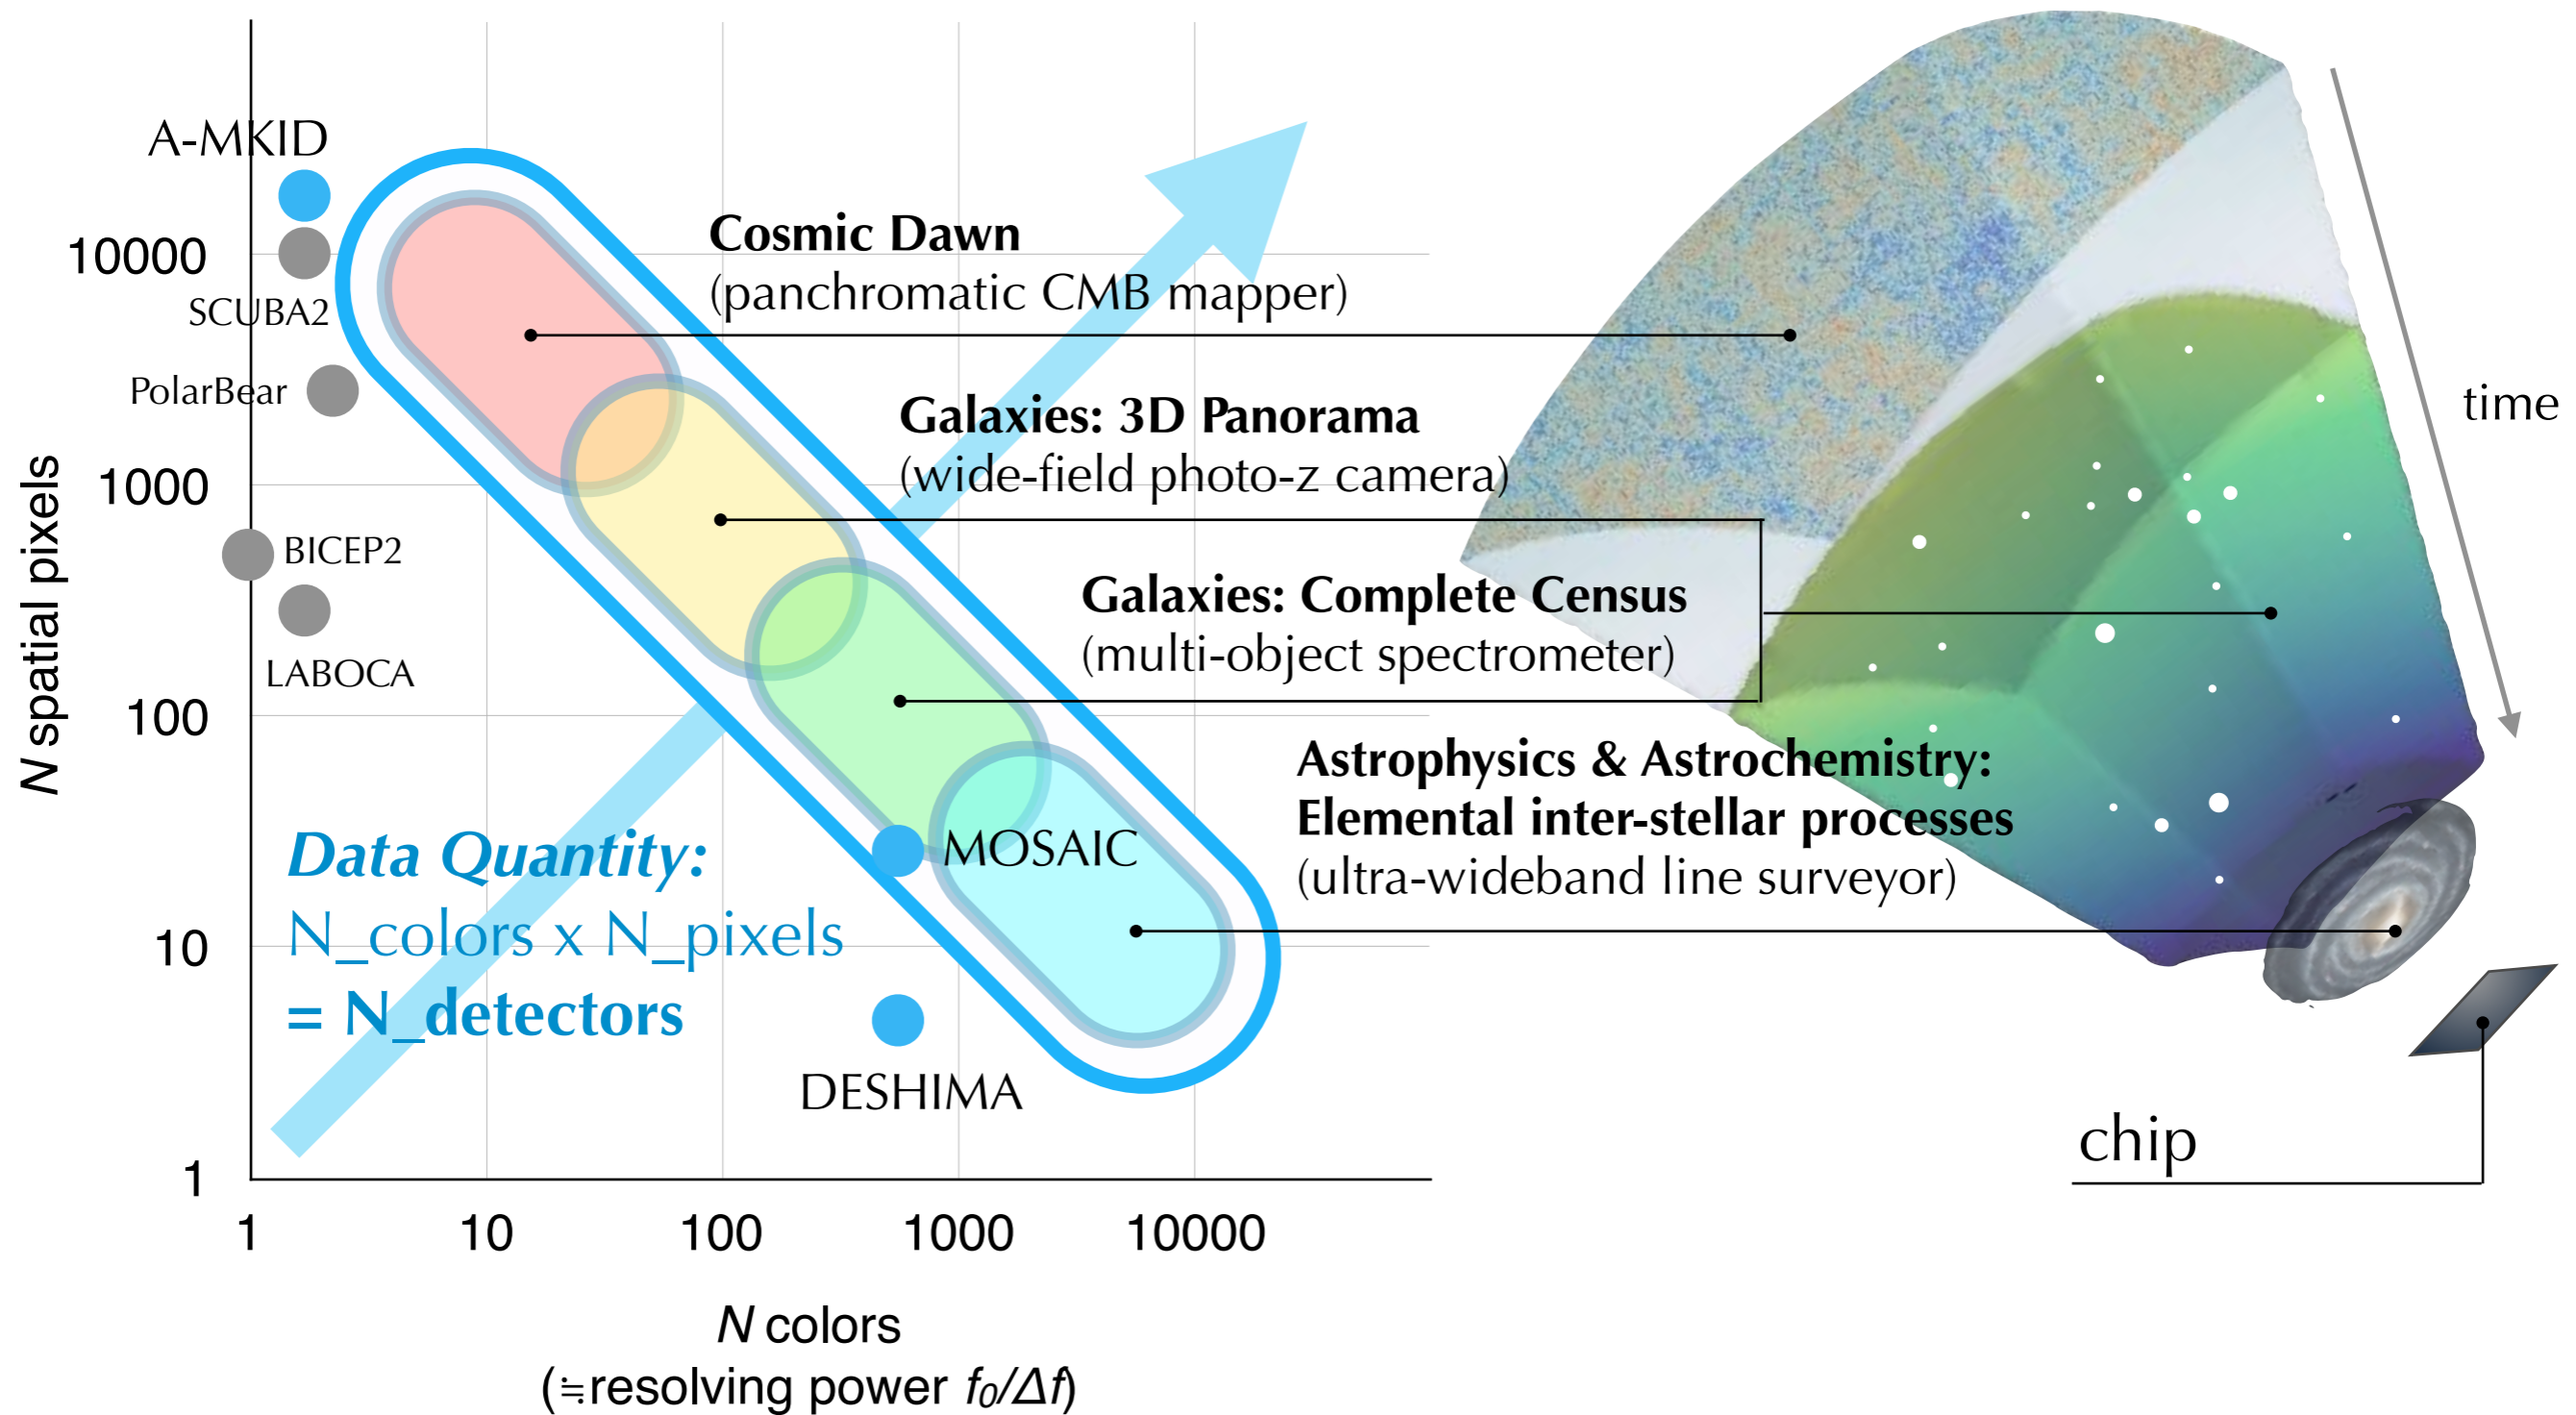 A-MKID
10000
SCUBA2
PolarBear
1000
BICEP2
LABOCA
100
10
1
N spatial pixels
1
10
100
1000
10000
N colors
(≒resolving power f₀/Δf)
Cosmic Dawn
(panchromatic CMB mapper)
Galaxies: 3D Panorama
(wide-field photo-z camera)
Galaxies: Complete Census
(multi-object spectrometer)
Astrophysics & Astrochemistry:
Elemental inter-stellar processes
(ultra-wideband line surveyor)
MOSAIC
DESHIMA
Data Quantity:
N_colors x N_pixels
= N_detectors
time
chip